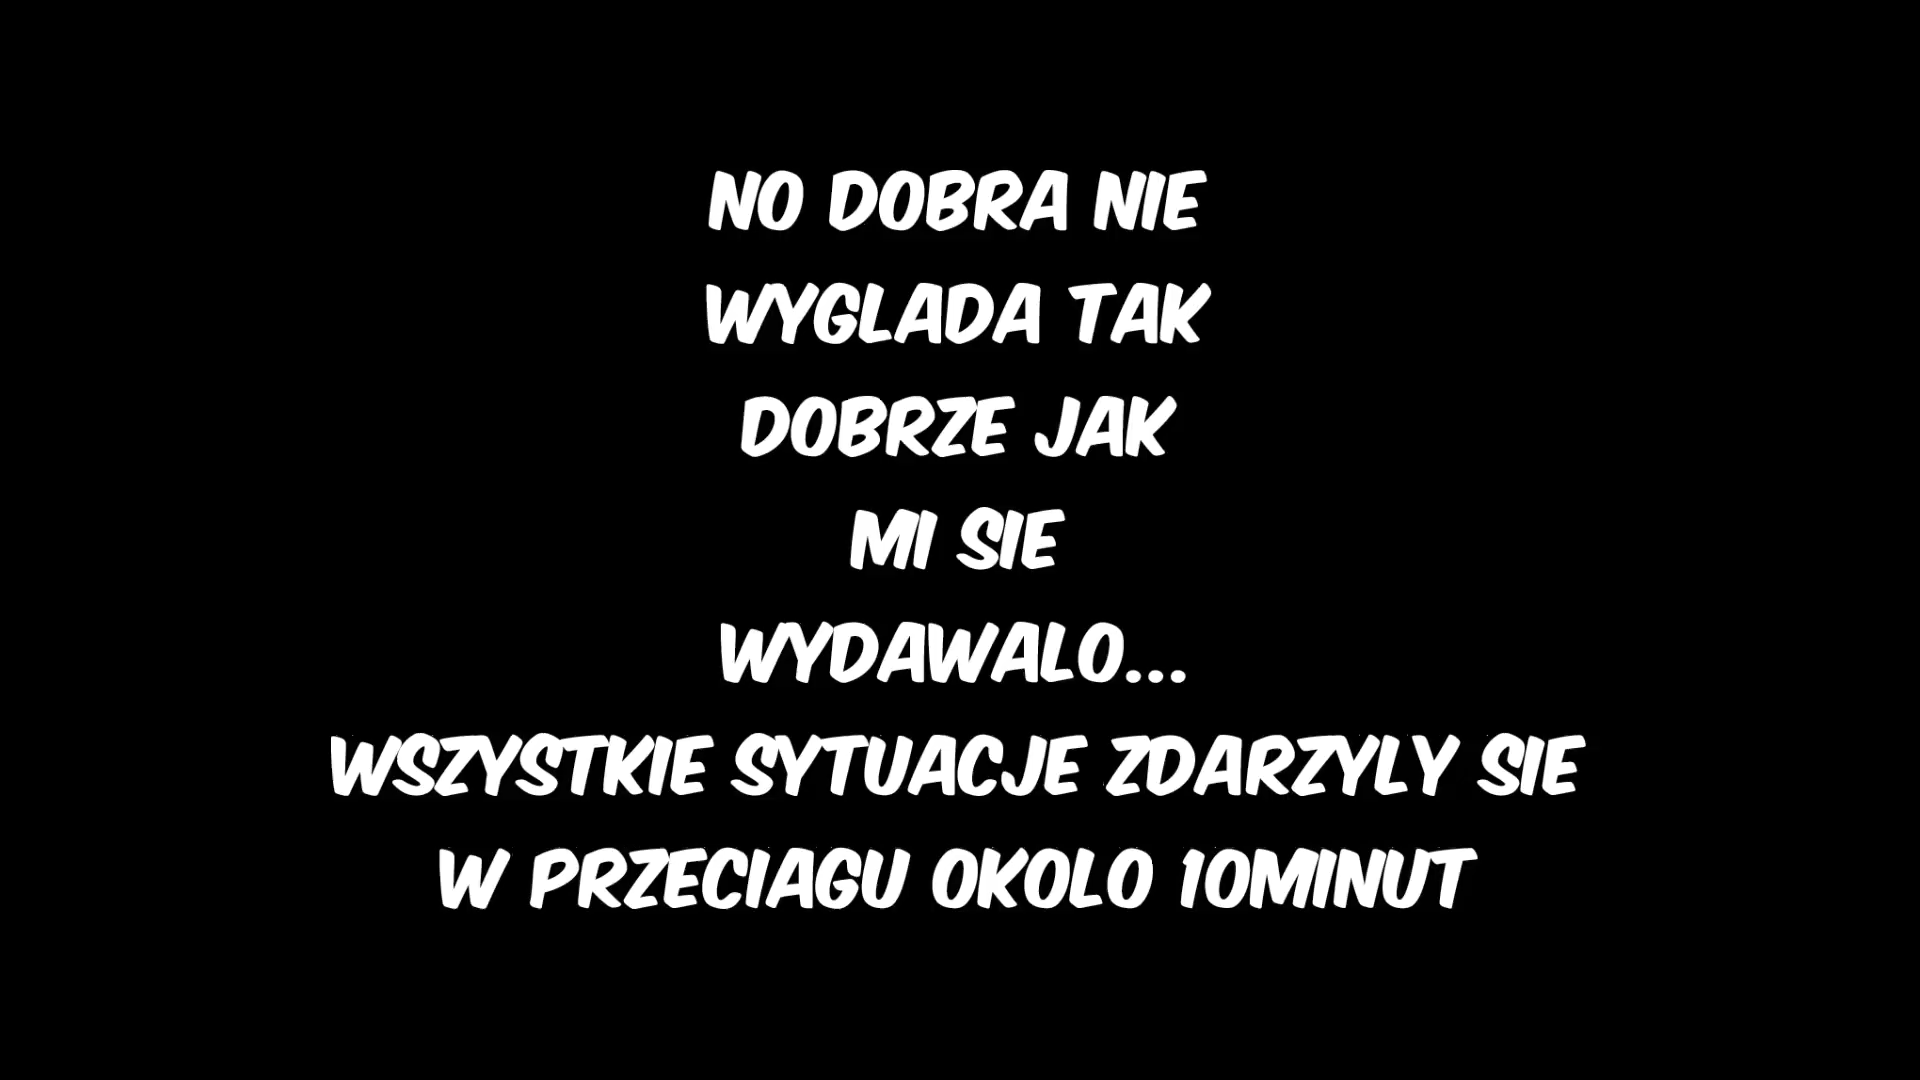 NO DOBRA NIE
WYGLADA TAK
DOBRZE JAK
MI SIE
WYDAWALO...
WSZYSTKIE SYTUACJE ZDARZYLY SIE
W PRZECIAGU OKOLO 10MINUT